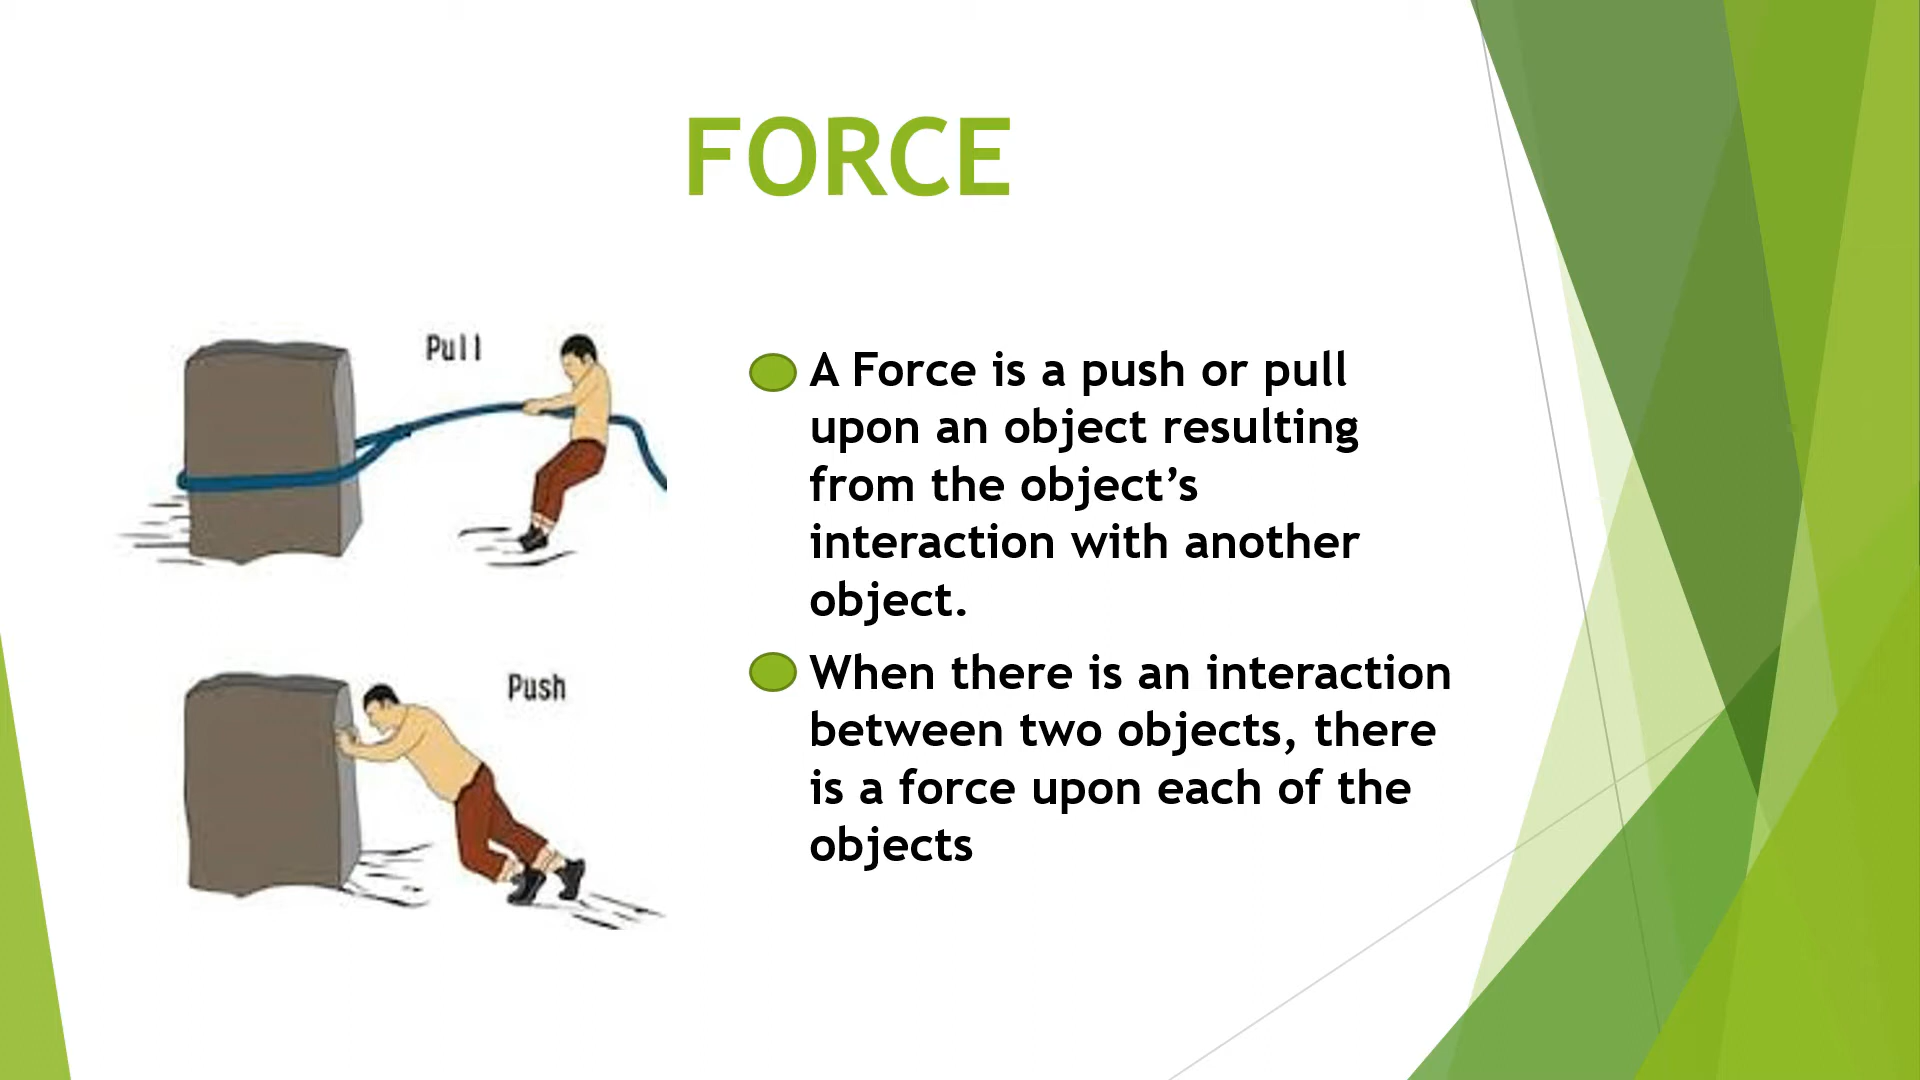 FORCE
Pull
Push
A Force is a push or pull
upon an object resulting
from the object’s
interaction with another
object.
When there is an interaction
between two objects, there
is a force upon each of the
objects